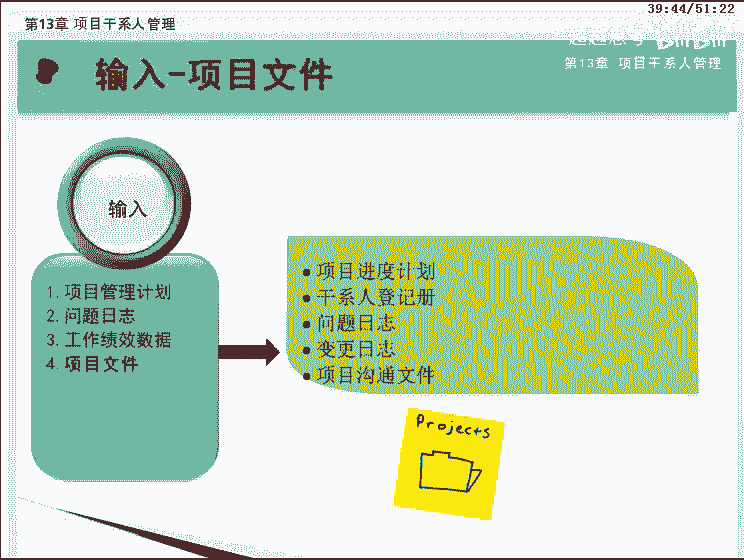 39:44/51:22
第13章 项目干系人管理
输入-项目文件
第13章 项目干系人管理
输入
1. 项目管理计划
2. 问题日志
3. 工作绩效数据
4. 项目文件
• 项目进度计划
• 干系人登记册
• 问题日志
• 变更日志
• 项目沟通文件
Projects